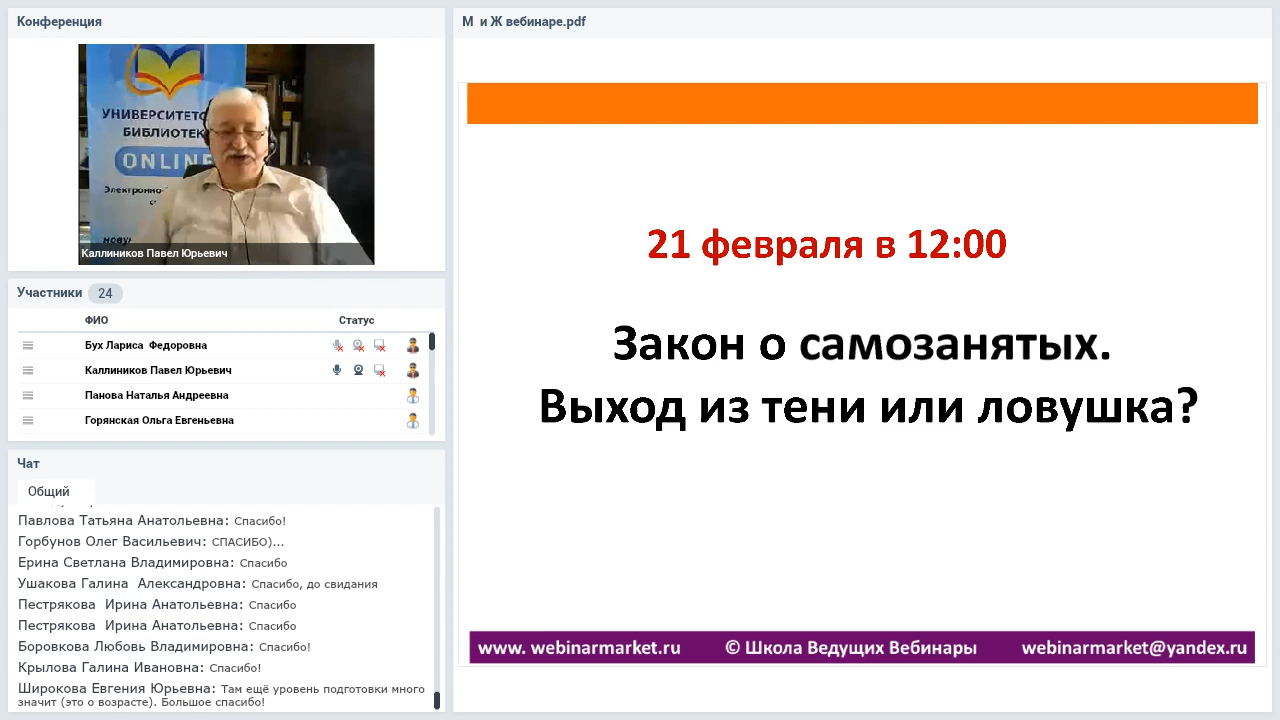 Конференция
УНИВЕРСИТЕТС
БИБЛИОТЕК
ONLINE
Электронно
Каллиников Павел Юрьевич
Участники 24
ФИО Статус
Бух Лариса Федоровна
Каллиников Павел Юрьевич
Панова Наталья Андреевна
Горянская Ольга Евгеньевна
Чат
Общий
Павлова Татьяна Анатольевна: Спасибо!
Горбунов Олег Васильевич: СПАСИБО)...
Ерина Светлана Владимировна: Спасибо
Ушакова Галина Александровна: Спасибо, до свидания
Пестрякова Ирина Анатольевна: Спасибо
Пестрякова Ирина Анатольевна: Спасибо
Боровкова Любовь Владимировна: Спасибо!
Крылова Галина Ивановна: Спасибо!
Широкова Евгения Юрьевна: Там ещё уровень подготовки много
значит (это о возрасте). Большое спасибо!
М и Ж вебинаре.pdf
21 февраля в 12:00
Закон о самозанятых.
Выход из тени или ловушка?
www. webinarmarket.ru © Школа Ведущих Вебинары webinarmarket@yandex.ru